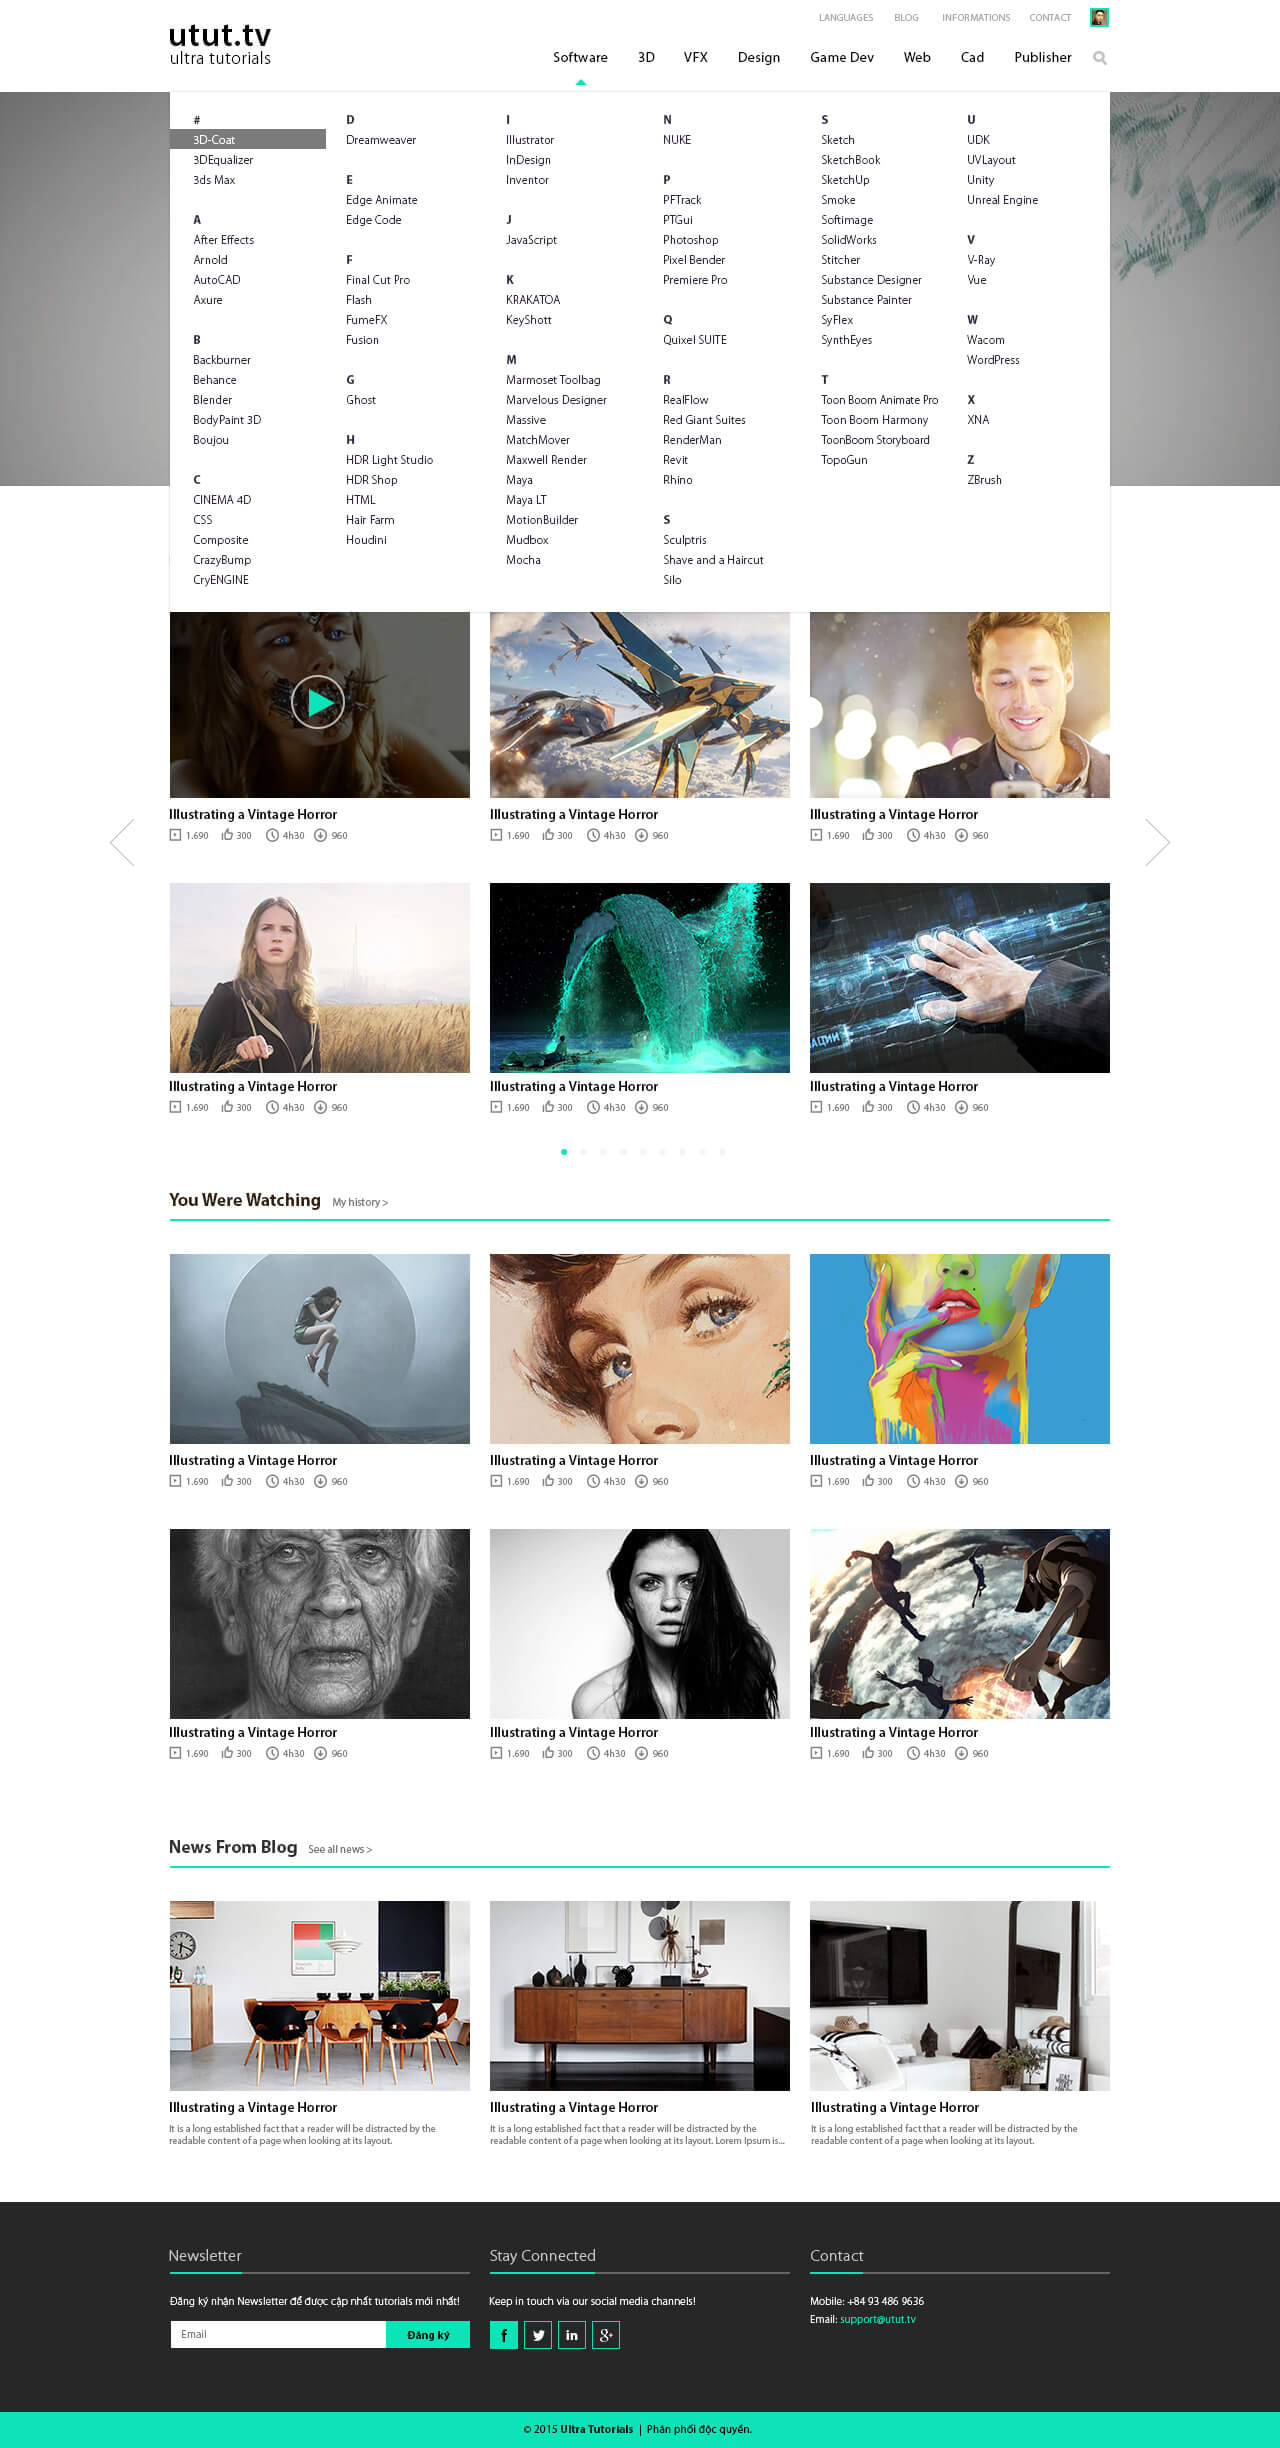 LANGUAGES BLOG INFORMATIONS CONTACT
utut.tv
ultra tutorials
Software 3D VFX Design Game Dev Web Cad Publisher
#
3D-Coat
3DEqualizer
3ds Max
A
After Effects
Arnold
AutoCAD
Axure
B
Backburner
Behance
Blender
BodyPaint 3D
Boujou
C
CINEMA 4D
CSS
Composite
CrazyBump
CryENGINE
D
Dreamweaver
E
Edge Animate
Edge Code
F
Final Cut Pro
Flash
FumeFX
Fusion
G
Ghost
H
HDR Light Studio
HDR Shop
HTML
Hair Farm
Houdini
I
Illustrator
InDesign
Inventor
J
JavaScript
K
KRAKATOA
KeyShott
M
Marmoset Toolbag
Marvelous Designer
Massive
MatchMover
Maxwell Render
Maya
Maya LT
MotionBuilder
Mudbox
Mocha
N
NUKE
P
PFTrack
PTGui
Photoshop
Pixel Bender
Premiere Pro
Q
Quixel SUITE
R
RealFlow
Red Giant Suites
RenderMan
Revit
Rhino
S
Sculptris
Shave and a Haircut
Silo
S
Sketch
SketchBook
SketchUp
Smoke
Softimage
SolidWorks
Stitcher
Substance Designer
Substance Painter
SyFlex
SynthEyes
T
Toon Boom Animate Pro
Toon Boom Harmony
ToonBoom Storyboard
TopoGun
U
UDK
UVLayout
Unity
Unreal Engine
V
V-Ray
Vue
W
Wacom
WordPress
X
XNA
Z
ZBrush
Illustrating a Vintage Horror
1.690 300 4h30 960
Illustrating a Vintage Horror
1.690 300 4h30 960
Illustrating a Vintage Horror
1.690 300 4h30 960
Illustrating a Vintage Horror
1.690 300 4h30 960
Illustrating a Vintage Horror
1.690 300 4h30 960
Illustrating a Vintage Horror
1.690 300 4h30 960
You Were Watching My history >
Illustrating a Vintage Horror
1.690 300 4h30 960
Illustrating a Vintage Horror
1.690 300 4h30 960
Illustrating a Vintage Horror
1.690 300 4h30 960
Illustrating a Vintage Horror
1.690 300 4h30 960
Illustrating a Vintage Horror
1.690 300 4h30 960
Illustrating a Vintage Horror
1.690 300 4h30 960
News From Blog See all news >
Illustrating a Vintage Horror
It is a long established fact that a reader will be distracted by the
readable content of a page when looking at its layout.
Illustrating a Vintage Horror
It is a long established fact that a reader will be distracted by the
readable content of a page when looking at its layout. Lorem Ipsum is...
Illustrating a Vintage Horror
It is a long established fact that a reader will be distracted by the
readable content of a page when looking at its layout.
Newsletter
Đăng ký nhận Newsletter để được cập nhất tutorials mới nhất!
Email
Đăng ký
Stay Connected
Keep in touch via our social media channels!
Contact
Mobile: +84 93 486 9636
Email: support@utut.tv
© 2015 Ultra Tutorials | Phân phối độc quyền.